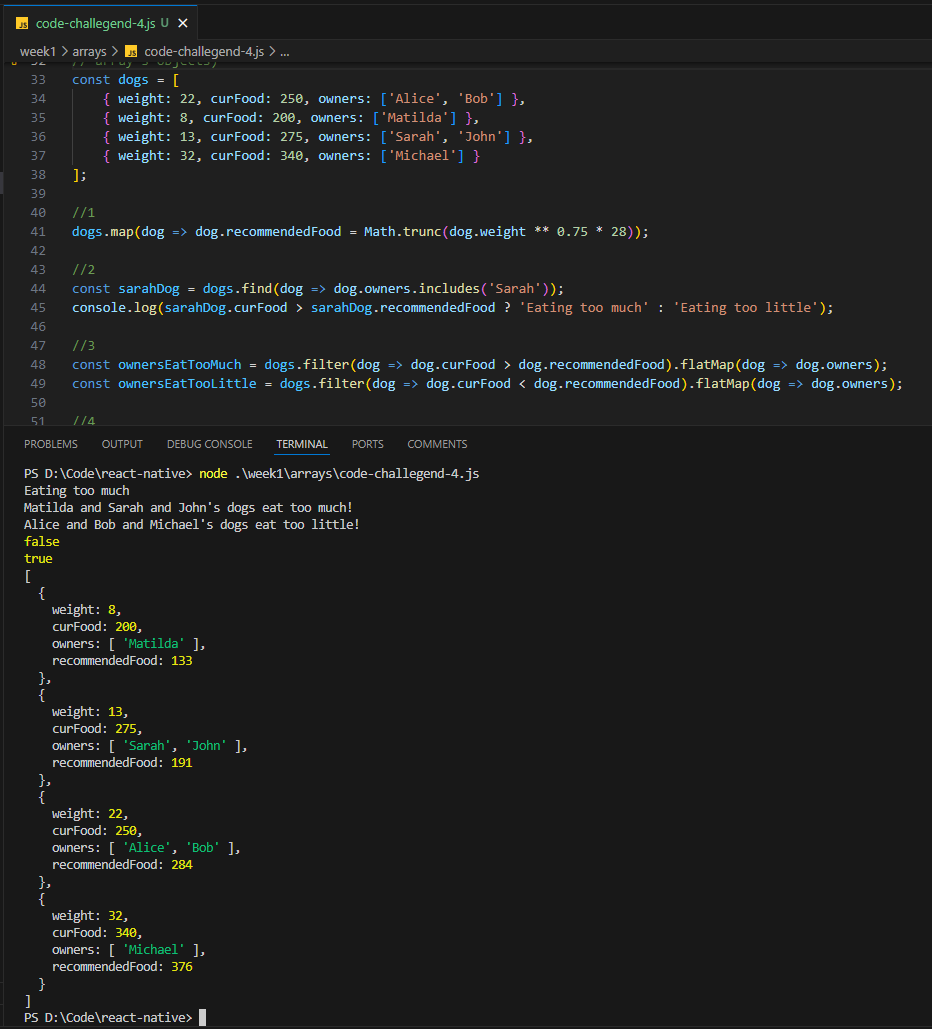 JS code-challegend-4.js U ×
week1 > arrays > JS code-challegend-4.js > ...
32 // array's objects)
33 const dogs = [
34     { weight: 22, curFood: 250, owners: ['Alice', 'Bob'] },
35     { weight: 8, curFood: 200, owners: ['Matilda'] },
36     { weight: 13, curFood: 275, owners: ['Sarah', 'John'] },
37     { weight: 32, curFood: 340, owners: ['Michael'] }
38 ];
39
40 //1
41 dogs.map(dog => dog.recommendedFood = Math.trunc(dog.weight ** 0.75 * 28));
42
43 //2
44 const sarahDog = dogs.find(dog => dog.owners.includes('Sarah'));
45 console.log(sarahDog.curFood > sarahDog.recommendedFood ? 'Eating too much' : 'Eating too little');
46
47 //3
48 const ownersEatTooMuch = dogs.filter(dog => dog.curFood > dog.recommendedFood).flatMap(dog => dog.owners);
49 const ownersEatTooLittle = dogs.filter(dog => dog.curFood < dog.recommendedFood).flatMap(dog => dog.owners);
50
51 //4
PROBLEMS OUTPUT DEBUG CONSOLE TERMINAL PORTS COMMENTS
PS D:\Code\react-native> node .\week1\arrays\code-challegend-4.js
Eating too much
Matilda and Sarah and John's dogs eat too much!
Alice and Bob and Michael's dogs eat too little!
false
true
[
  {
    weight: 8,
    curFood: 200,
    owners: [ 'Matilda' ],
    recommendedFood: 133
  },
  {
    weight: 13,
    curFood: 275,
    owners: [ 'Sarah', 'John' ],
    recommendedFood: 191
  },
  {
    weight: 22,
    curFood: 250,
    owners: [ 'Alice', 'Bob' ],
    recommendedFood: 284
  },
  {
    weight: 32,
    curFood: 340,
    owners: [ 'Michael' ],
    recommendedFood: 376
  }
]
PS D:\Code\react-native>